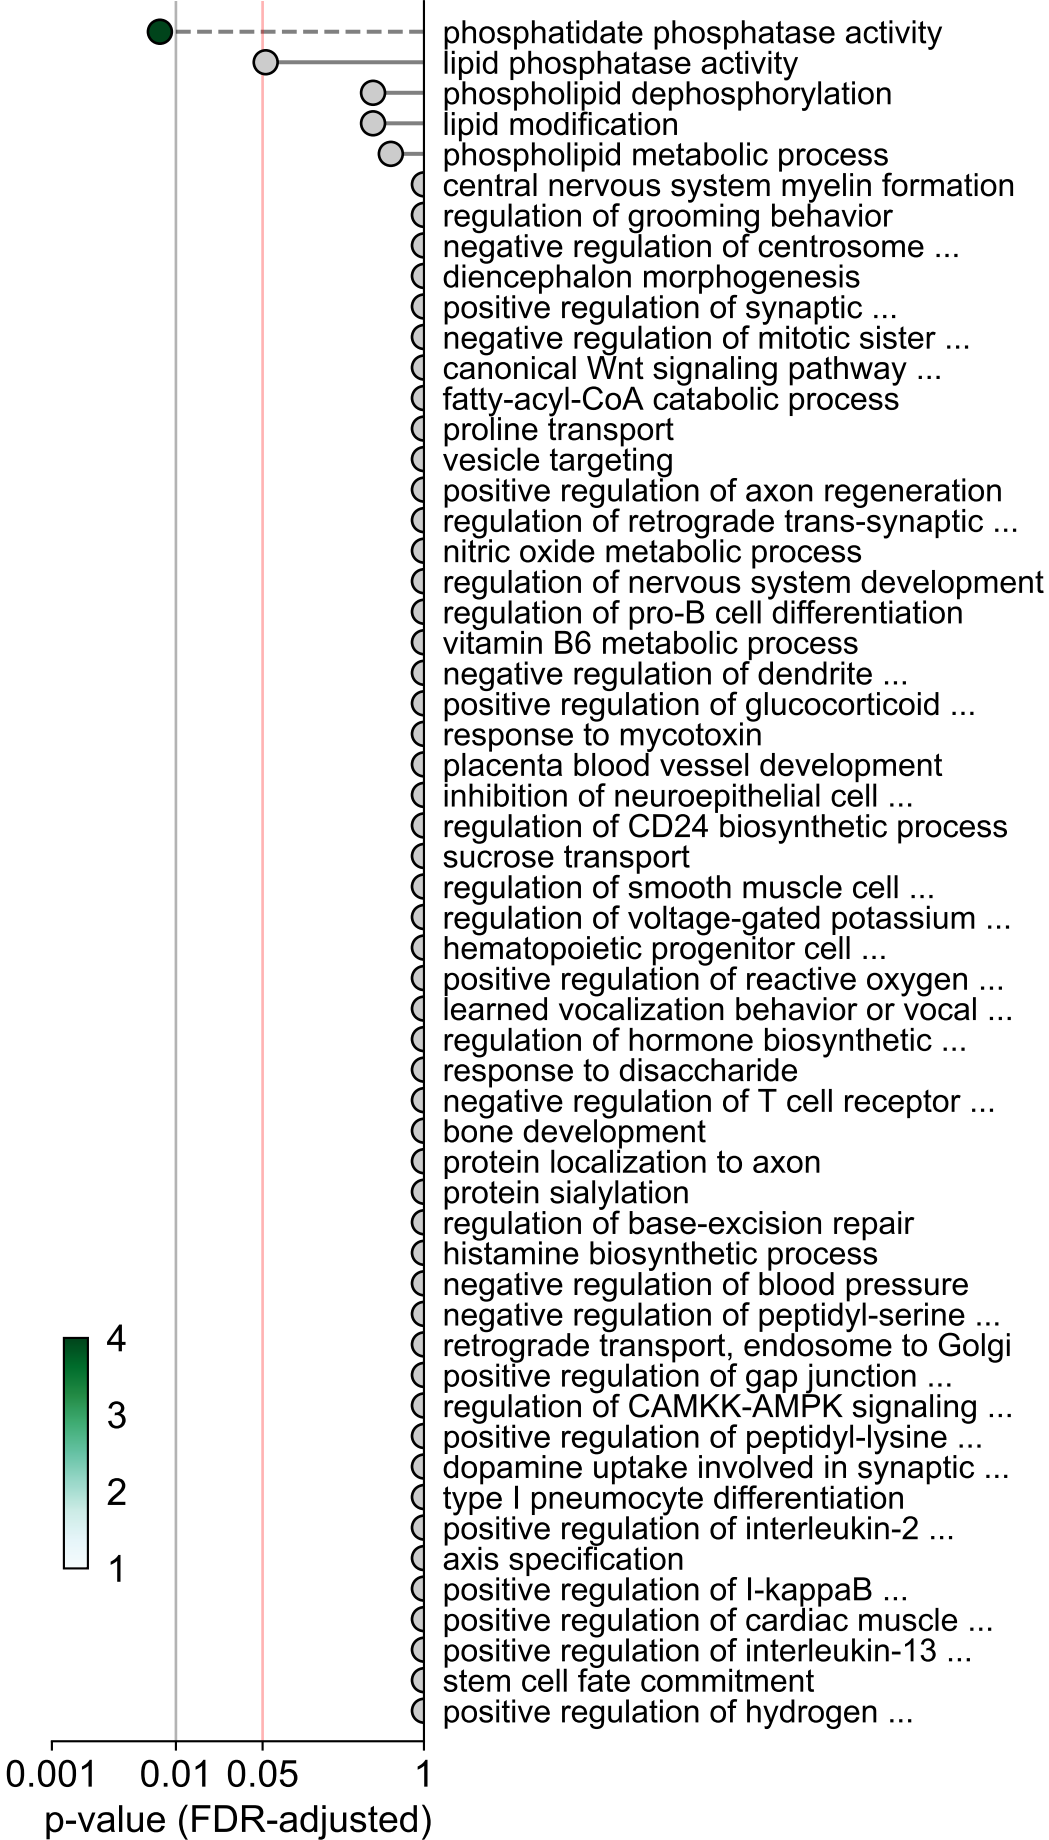 phosphatidate phosphatase activity
lipid phosphatase activity
phospholipid dephosphorylation
lipid modification
phospholipid metabolic process
central nervous system myelin formation
regulation of grooming behavior
negative regulation of centrosome ...
diencephalon morphogenesis
positive regulation of synaptic ...
negative regulation of mitotic sister ...
canonical Wnt signaling pathway ...
fatty-acyl-CoA catabolic process
proline transport
vesicle targeting
positive regulation of axon regeneration
regulation of retrograde trans-synaptic ...
nitric oxide metabolic process
regulation of nervous system development
regulation of pro-B cell differentiation
vitamin B6 metabolic process
negative regulation of dendrite ...
positive regulation of glucocorticoid ...
response to mycotoxin
placenta blood vessel development
inhibition of neuroepithelial cell ...
regulation of CD24 biosynthetic process
sucrose transport
regulation of smooth muscle cell ...
regulation of voltage-gated potassium ...
hematopoietic progenitor cell ...
positive regulation of reactive oxygen ...
learned vocalization behavior or vocal ...
regulation of hormone biosynthetic ...
response to disaccharide
negative regulation of T cell receptor ...
bone development
protein localization to axon
protein sialylation
regulation of base-excision repair
histamine biosynthetic process
negative regulation of blood pressure
negative regulation of peptidyl-serine ...
retrograde transport, endosome to Golgi
positive regulation of gap junction ...
regulation of CAMKK-AMPK signaling ...
positive regulation of peptidyl-lysine ...
dopamine uptake involved in synaptic ...
type I pneumocyte differentiation
positive regulation of interleukin-2 ...
axis specification
positive regulation of I-kappaB ...
positive regulation of cardiac muscle ...
positive regulation of interleukin-13 ...
stem cell fate commitment
positive regulation of hydrogen ...
4
3
2
1
0.001 0.01 0.05 1
p-value (FDR-adjusted)